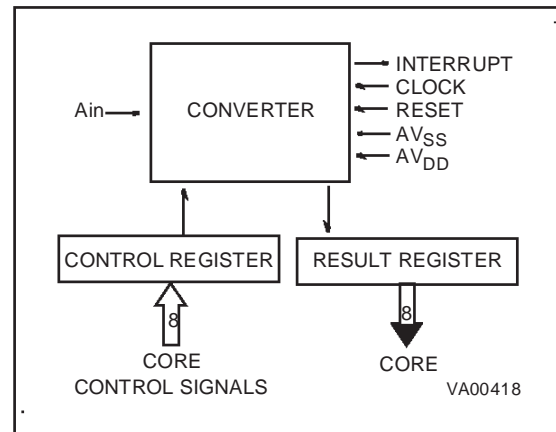 INTERRUPT
CLOCK
Ain
CONVERTER
RESET
AVSS
AVDD
CONTROL REGISTER
RESULT REGISTER
8
8
CORE
CONTROL SIGNALS
CORE
VA00418